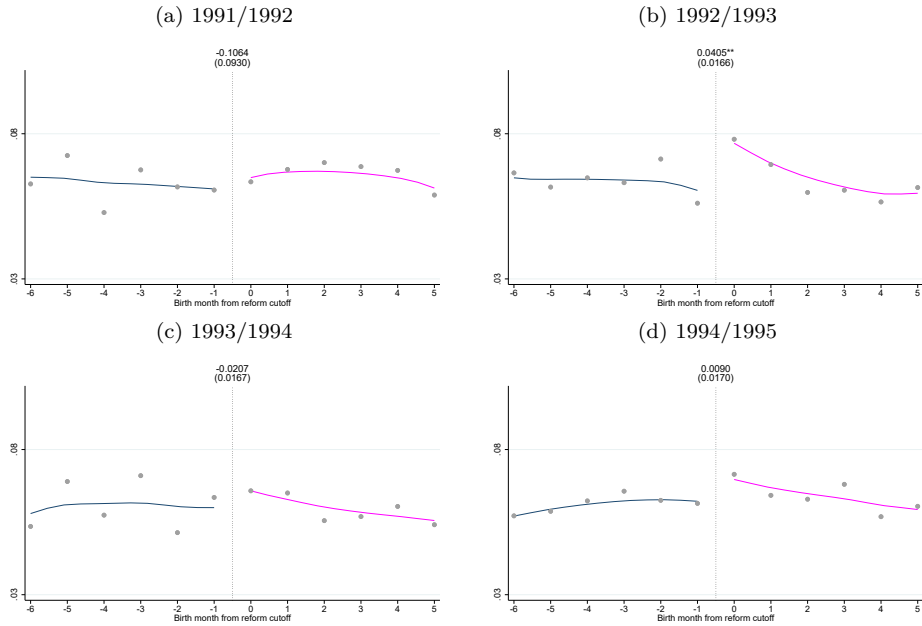 (a) 1991/1992
-0.1064
(0.0930)
.08
.03
-6 -5 -4 -3 -2 -1 0 1 2 3 4 5
Birth month from reform cutoff
(b) 1992/1993
0.0405**
(0.0166)
.08
.03
-6 -5 -4 -3 -2 -1 0 1 2 3 4 5
Birth month from reform cutoff
(c) 1993/1994
-0.0207
(0.0167)
.08
.03
-6 -5 -4 -3 -2 -1 0 1 2 3 4 5
Birth month from reform cutoff
(d) 1994/1995
0.0090
(0.0170)
.08
.03
-6 -5 -4 -3 -2 -1 0 1 2 3 4 5
Birth month from reform cutoff